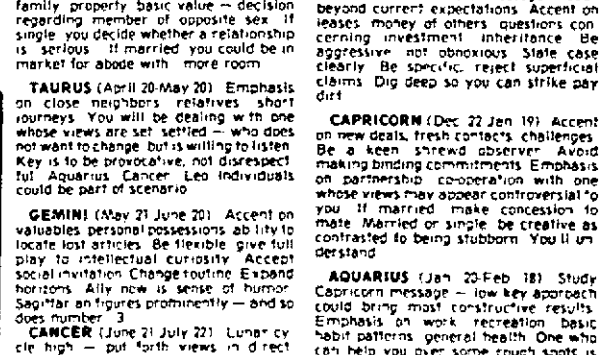 family property basic value — decision
regarding member of opposite sex If
single you decide whether a relationship
is serious If married you could be in
market for abode with more room
TAURUS (April 20-May 20) Emphasis
on close neighbors relatives short
journeys You will be dealing with one
whose views are set settled — who does
not want to change but is willing to listen
Key is to be provocative, not disrespect
ful Aquarius Cancer Leo individuals
could be part of scenario
GEMINI (May 21 June 20) Accent on
valuables personal possessions ability to
locate lost articles Be flexible give full
play to intellectual curiosity Accept
social invitation Change routine Expand
horizons Ally now is sense of humor
Sagittarian figures prominently — and so
does number 3
CANCER (June 21 July 22) Lunar cy
cle high — put forth views in direct
beyond current expectations Accent on
leases money of others questions con
cerning investment inheritance Be
aggressive not obnoxious State case
clearly Be specific, reject superficial
claims Dig deep so you can strike pay
dirt
CAPRICORN (Dec 22 Jan 19) Accent
on new deals, fresh contacts challenges
Be a keen shrewd observer Avoid
making binding commitments Emphasis
on partnership co-operation with one
whose views may appear controversial to
you If married make concession to
mate Married or single be creative as
contrasted to being stubborn You ll un
derstand
AQUARIUS (Jan 20-Feb 18) Study
Capricorn message — low key approach
could bring most constructive results
Emphasis on work recreation basic
habit patterns general health One who
can help you over some rough spots is